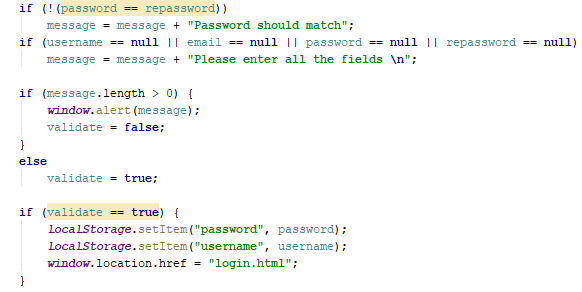 if (!(password == repassword))
    message = message + "Password should match";
if (username == null || email == null || password == null || repassword == null)
    message = message + "Please enter all the fields \n";
if (message.length > 0) {
    window.alert(message);
    validate = false;
}
else
    validate = true;
if (validate == true) {
    localStorage.setItem("password", password);
    localStorage.setItem("username", username);
    window.location.href = "login.html";
}